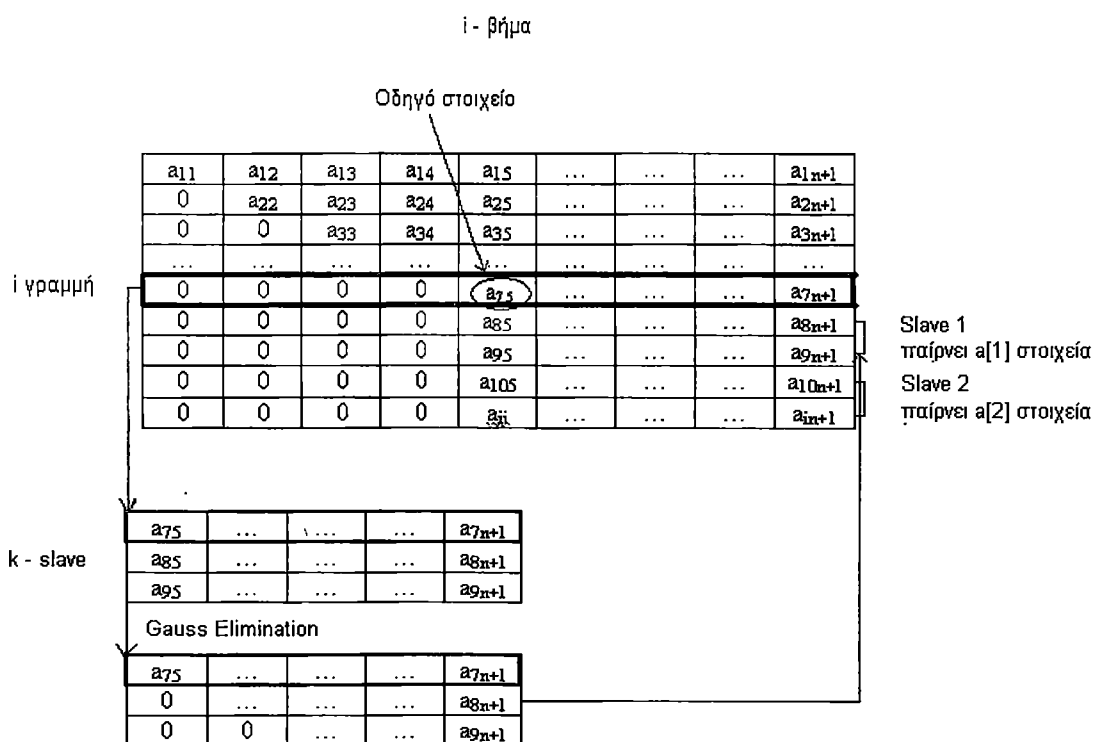 i - βήμα
Οδηγό στοιχείο
a11 a12 a13 a14 a15 ... ... ... a1n+1
0 a22 a23 a24 a25 ... ... ... a2n+1
0 0 a33 a34 a35 ... ... ... a3n+1
... ... ... ... ... ... ... ... ...
i γραμμή 0 0 0 0 a75 ... ... ... a7n+1
0 0 0 0 a85 ... ... ... a8n+1
0 0 0 0 a95 ... ... ... a9n+1
0 0 0 0 a105 ... ... ... a10n+1
0 0 0 0 aii ... ... ... ain+1
Slave 1
παίρνει a[1] στοιχεία
Slave 2
παίρνει a[2] στοιχεία
k - slave
a75 ... ... ... a7n+1
a85 ... ... ... a8n+1
a95 ... ... ... a9n+1
Gauss Elimination
a75 ... ... ... a7n+1
0 ... ... ... a8n+1
0 0 ... ... a9n+1